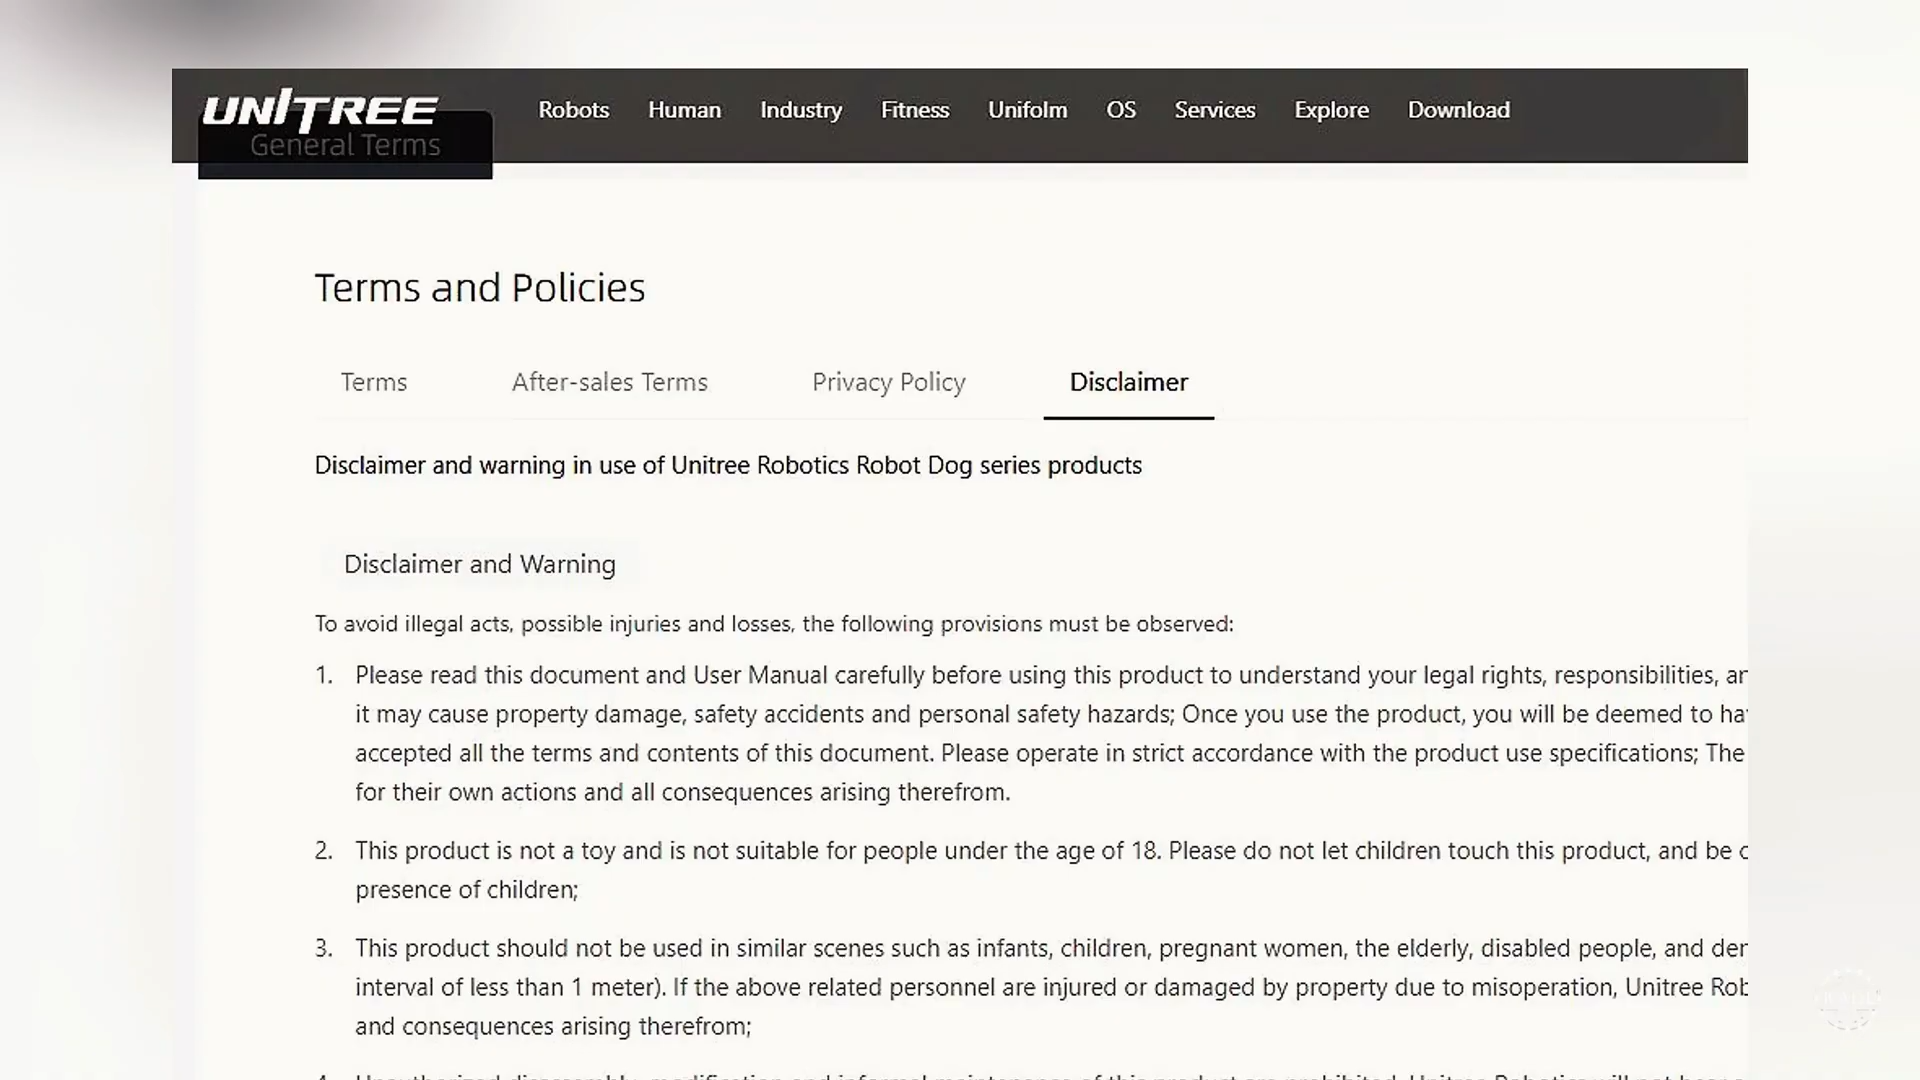 UNITREE
Robots Human Industry Fitness Unifolm OS Services Explore Download
General Terms
Terms and Policies
Terms After-sales Terms Privacy Policy Disclaimer
Disclaimer and warning in use of Unitree Robotics Robot Dog series products
Disclaimer and Warning
To avoid illegal acts, possible injuries and losses, the following provisions must be observed:
1. Please read this document and User Manual carefully before using this product to understand your legal rights, responsibilities,
it may cause property damage, safety accidents and personal safety hazards; Once you use the product, you will be deemed to
accepted all the terms and contents of this document. Please operate in strict accordance with the product use specifications; The
for their own actions and all consequences arising therefrom.
2. This product is not a toy and is not suitable for people under the age of 18. Please do not let children touch this product, and be
presence of children;
3. This product should not be used in similar scenes such as infants, children, pregnant women, the elderly, disabled people, and
interval of less than 1 meter). If the above related personnel are injured or damaged by property due to misoperation, Unitree
and consequences arising therefrom;